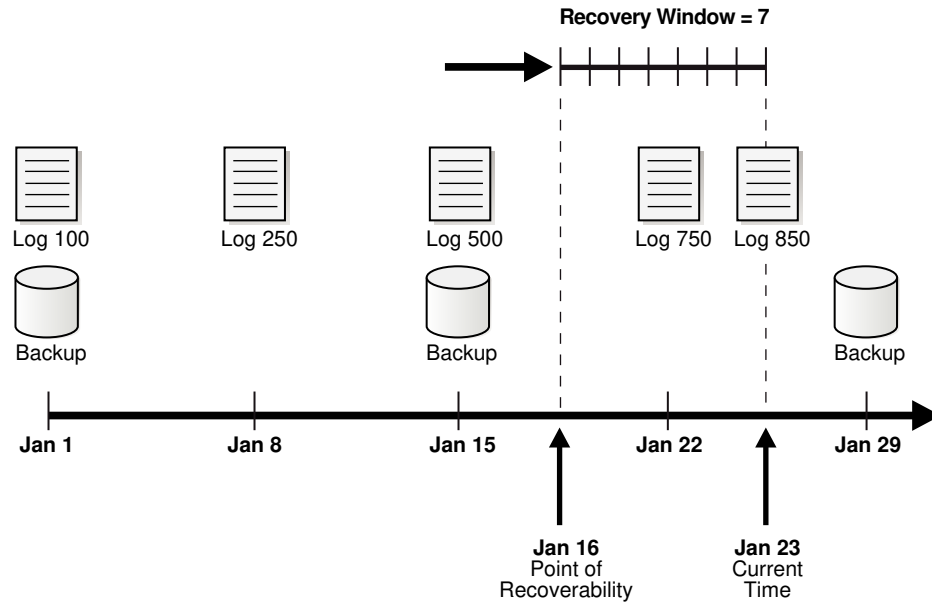 Recovery Window = 7
Log 100
Log 250
Log 500
Log 750
Log 850
Backup
Backup
Backup
Jan 1
Jan 8
Jan 15
Jan 22
Jan 29
Jan 16
Point of
Recoverability
Jan 23
Current
Time